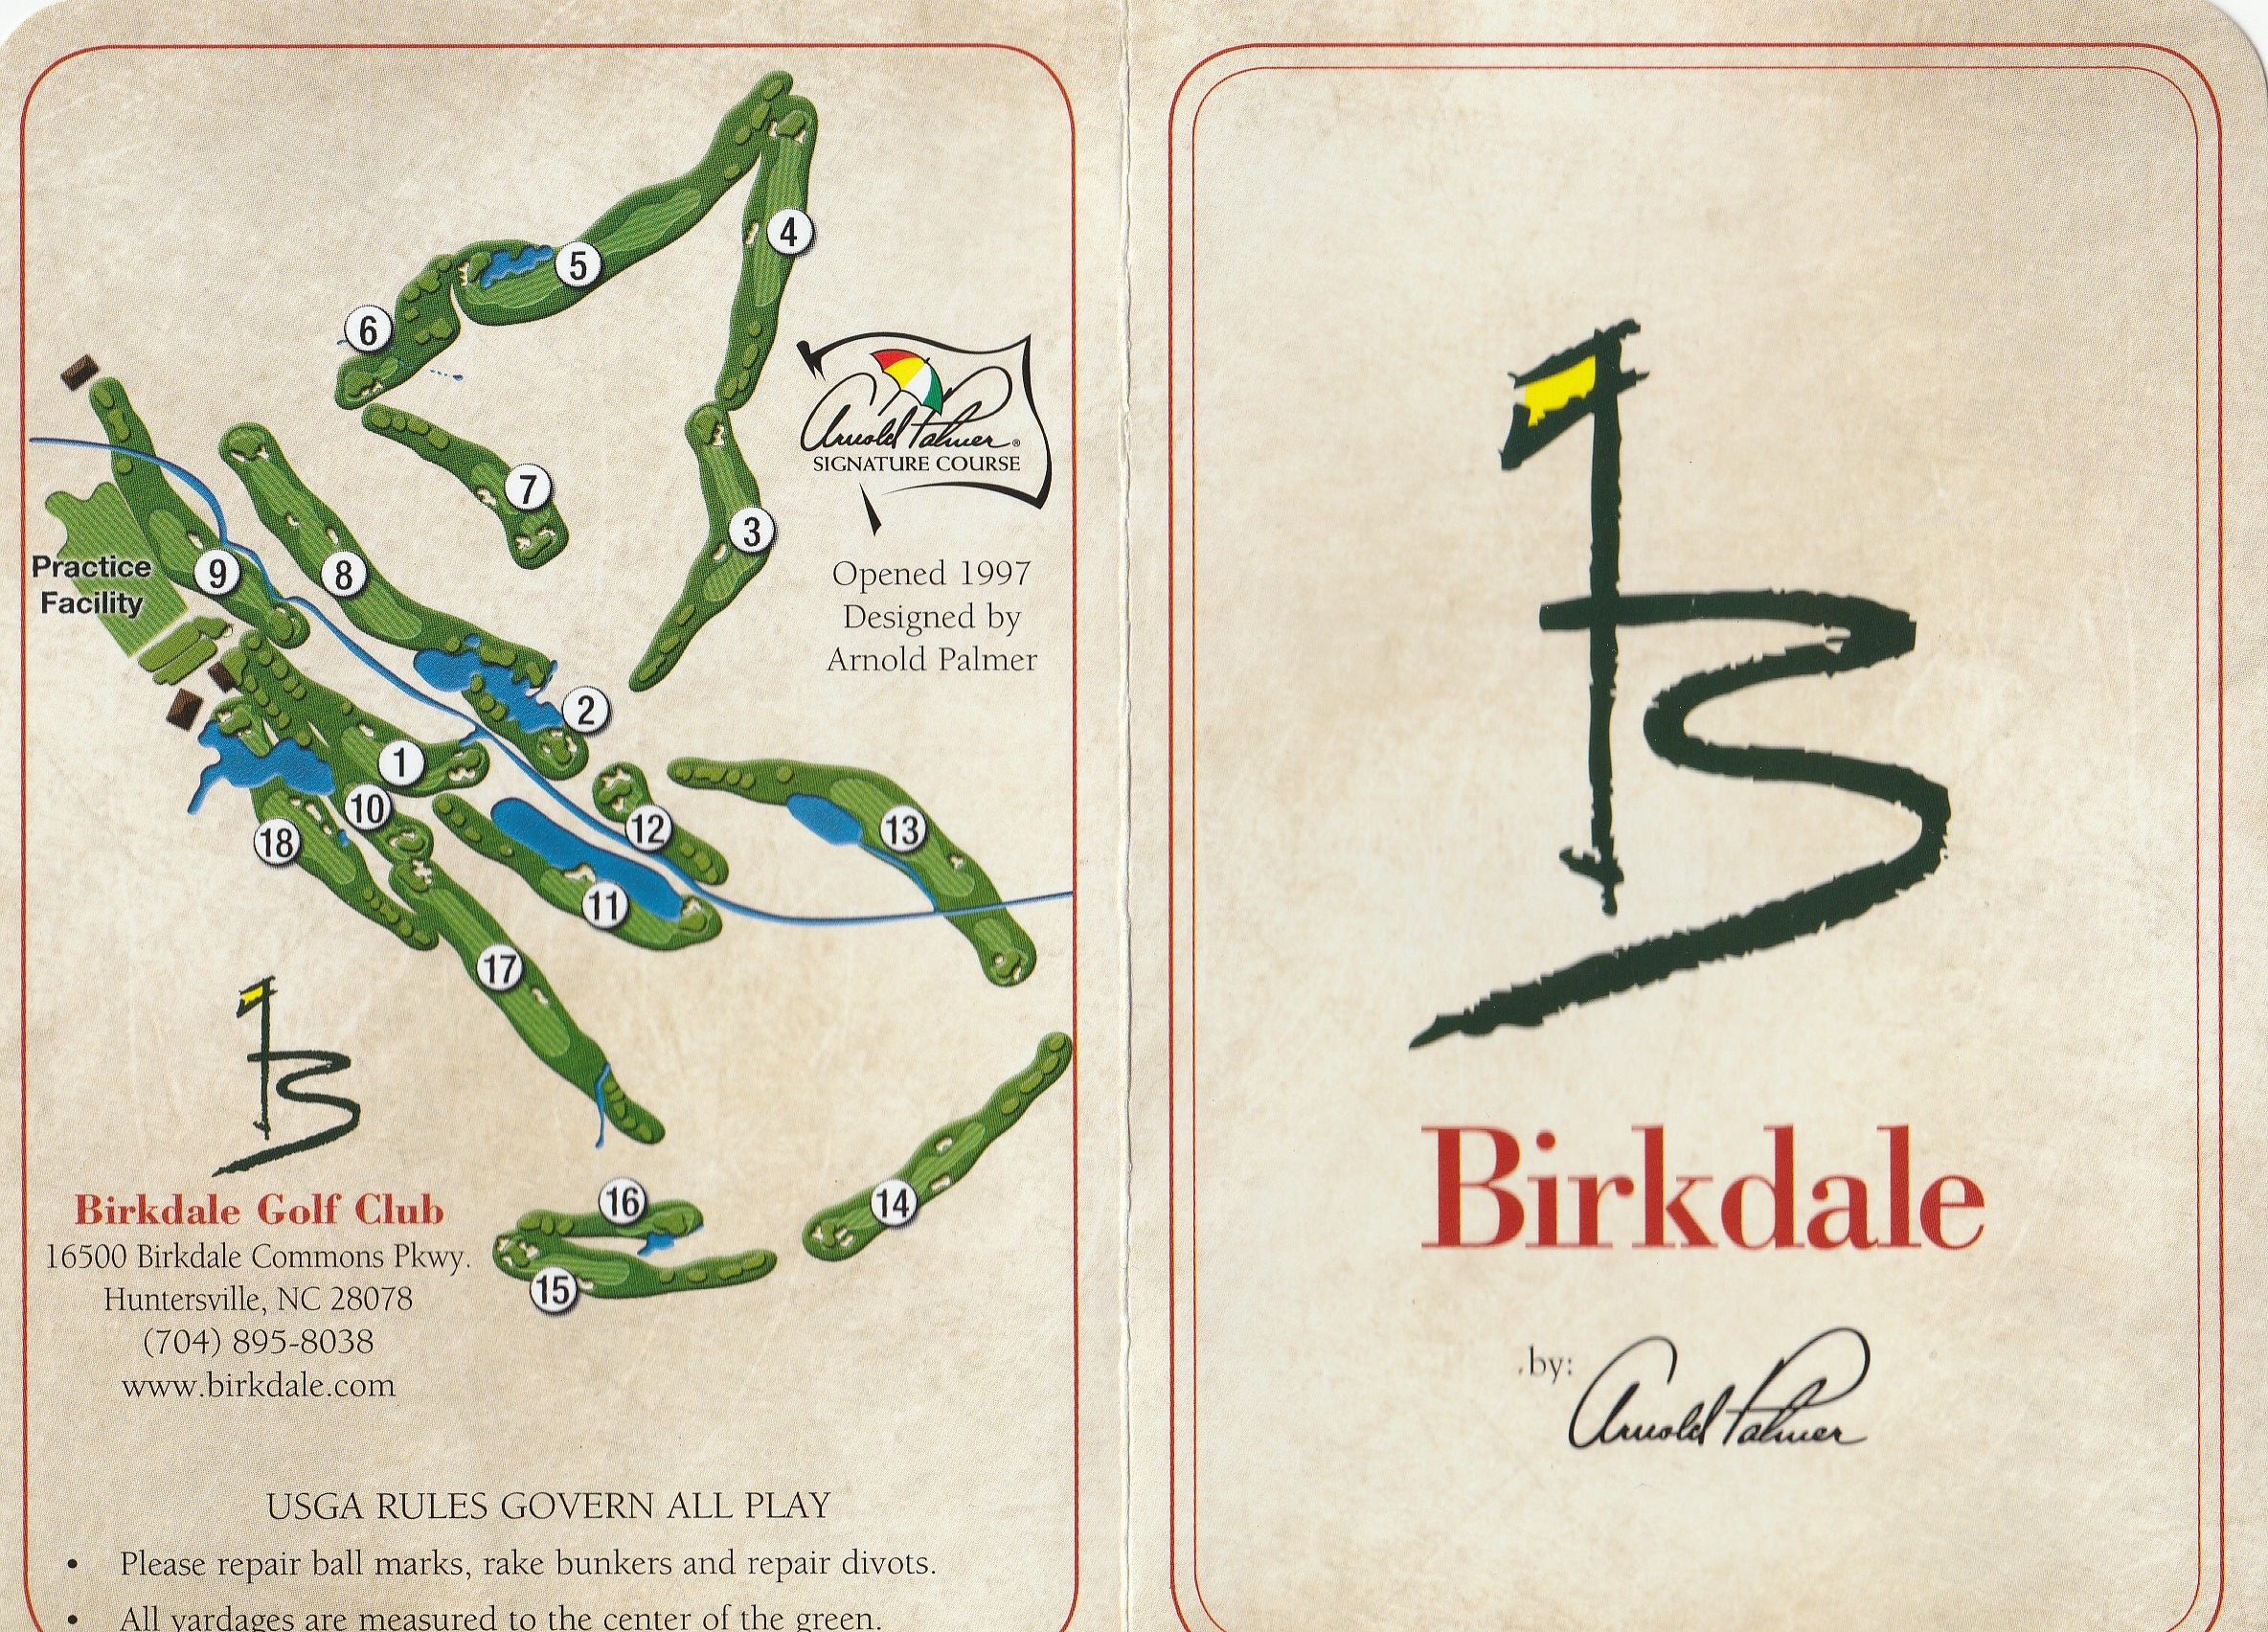 4
5
6
Arnold Palmer®
SIGNATURE COURSE
7
3
Opened 1997
Designed by
Arnold Palmer
Practice
Facility
9
8
2
1
10
18
12
13
11
17
16
14
15
Birkdale Golf Club
16500 Birkdale Commons Pkwy.
Huntersville, NC 28078
(704) 895-8038
www.birkdale.com
USGA RULES GOVERN ALL PLAY
• Please repair ball marks, rake bunkers and repair divots.
• All yardages are measured to the center of the green.
B
Birkdale
by:
Arnold Palmer